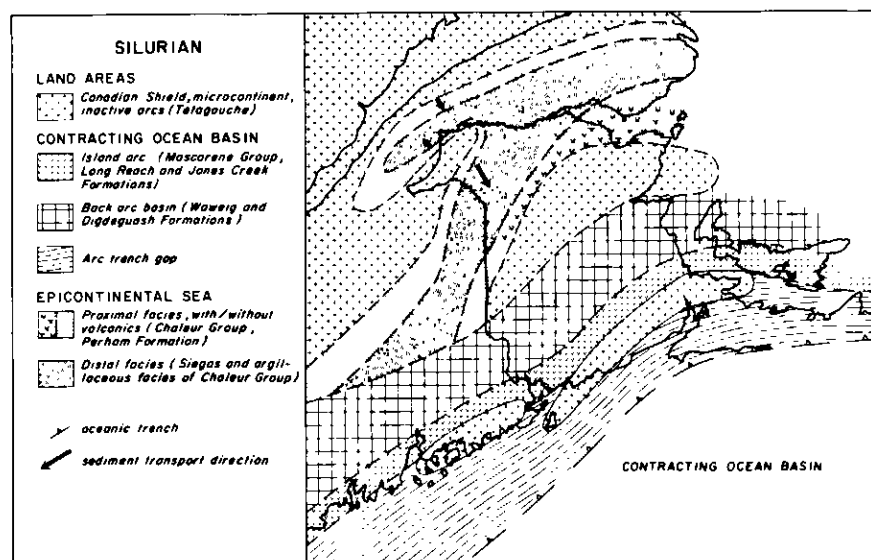 SILURIAN
LAND AREAS
Canadian Shield, microcontinent,
inactive arcs (Tetagouche)
CONTRACTING OCEAN BASIN
Island arc (Mascarene Group,
Long Reach and Jones Creek
Formations)
Back arc basin (Waweig and
Digdeguash Formations)
Arc trench gap
EPICONTINENTAL SEA
Proximal facies, with/without
volcanics (Chaleur Group,
Perham Formation)
Distal facies (Siegas and argil-
laceous facies of Chaleur Group)
oceanic trench
sediment transport direction
CONTRACTING OCEAN BASIN